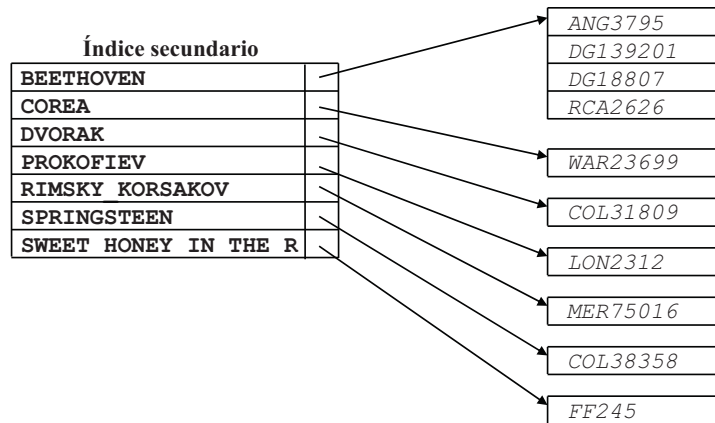 Índice secundario
BEETHOVEN
COREA
DVORAK
PROKOFIEV
RIMSKY_KORSAKOV
SPRINGSTEEN
SWEET HONEY IN THE R
ANG3795
DG139201
DG18807
RCA2626
WAR23699
COL31809
LON2312
MER75016
COL38358
FF245